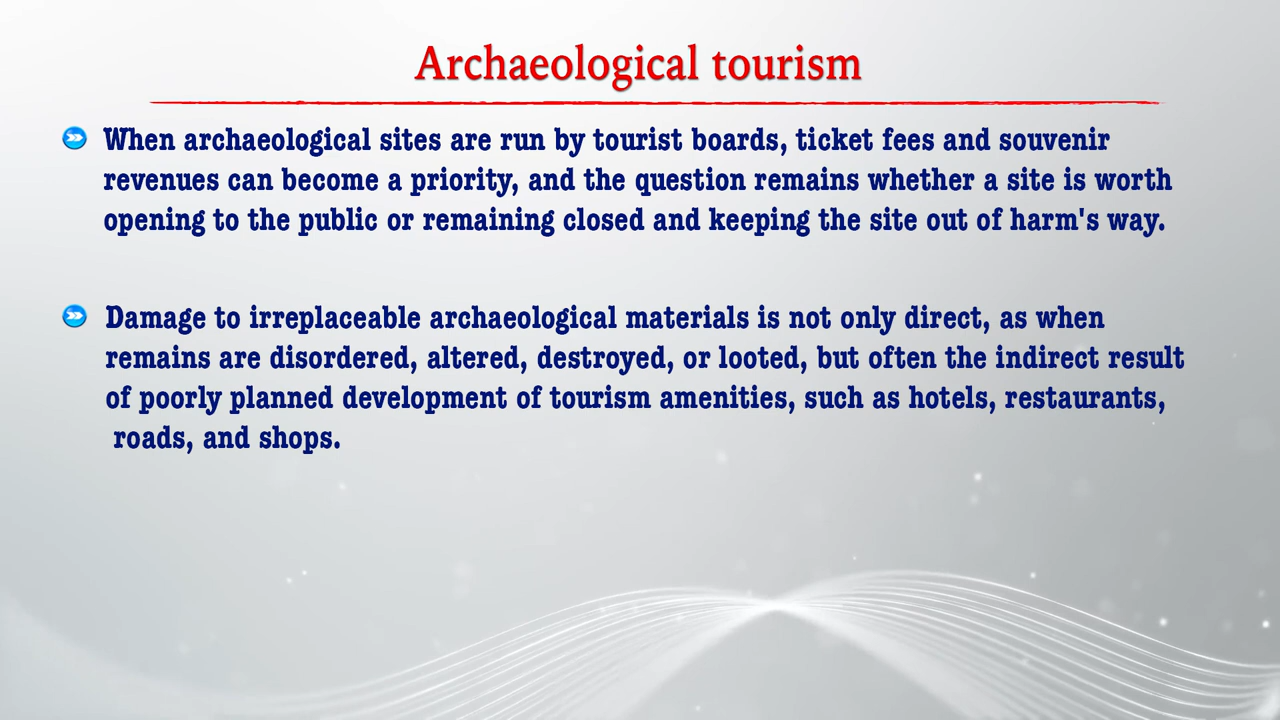 Archaeological tourism
When archaeological sites are run by tourist boards, ticket fees and souvenir
revenues can become a priority, and the question remains whether a site is worth
opening to the public or remaining closed and keeping the site out of harm's way.
Damage to irreplaceable archaeological materials is not only direct, as when
remains are disordered, altered, destroyed, or looted, but often the indirect result
of poorly planned development of tourism amenities, such as hotels, restaurants,
roads, and shops.